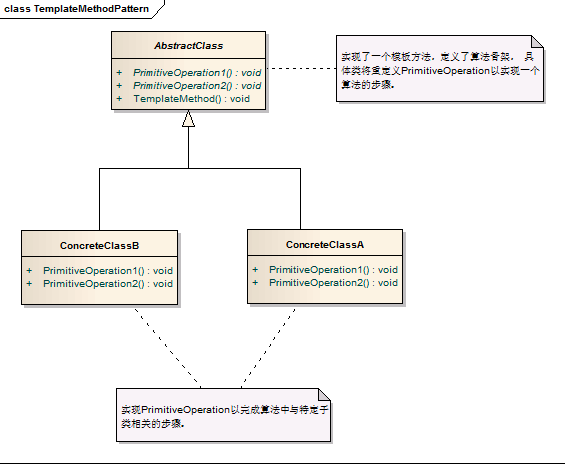 class TemplateMethodPattern
AbstractClass
+ PrimitiveOperation1() : void
+ PrimitiveOperation2() : void
+ TemplateMethod() : void
实现了一个模板方法，定义了算法骨架， 具
体类将重定义PrimitiveOperation以实现一个
算法的步骤。
ConcreteClassB
+ PrimitiveOperation1() : void
+ PrimitiveOperation2() : void
ConcreteClassA
+ PrimitiveOperation1() : void
+ PrimitiveOperation2() : void
实现PrimitiveOperation以完成算法中与特定子
类相关的步骤。